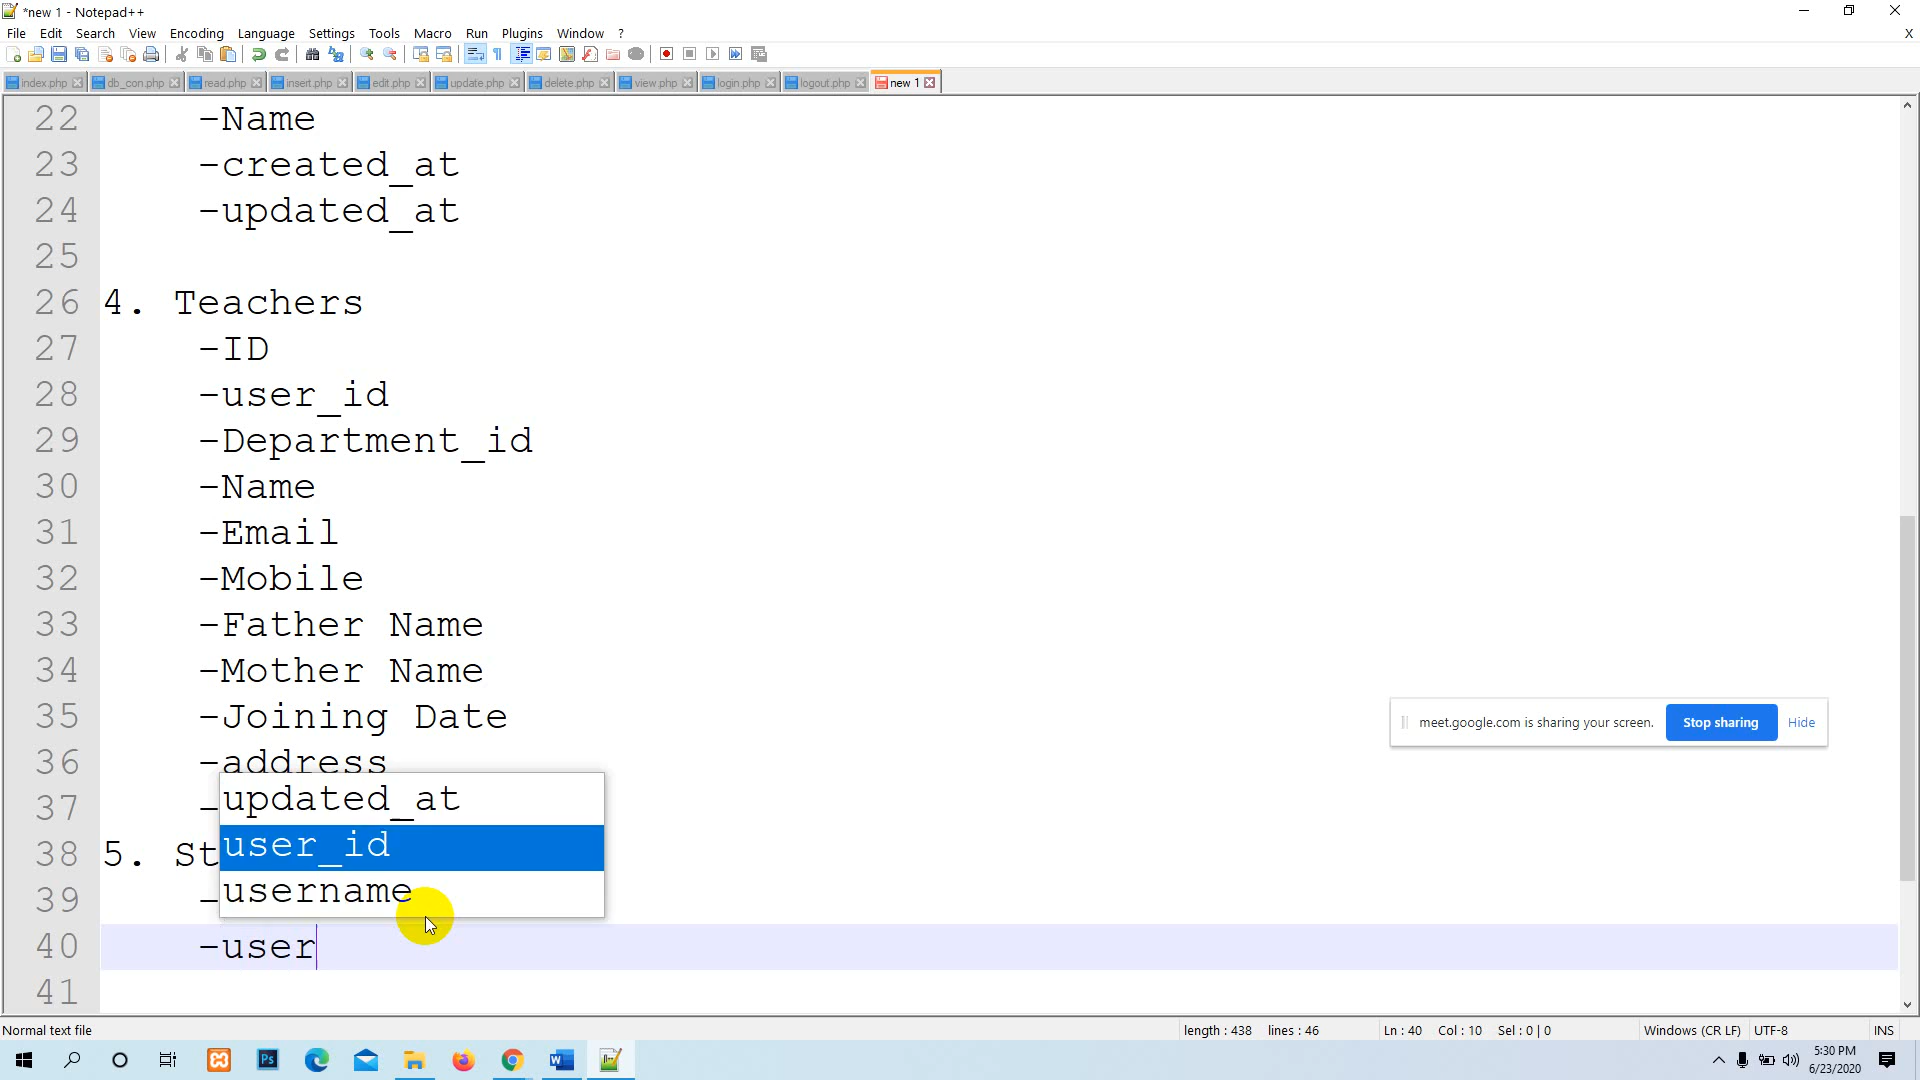 *new 1 - Notepad++
File Edit Search View Encoding Language Settings Tools Macro Run Plugins Window ? X
index.php db_con.php read.php insert.php edit.php update.php delete.php view.php login.php logout.php new 1
22 -Name
23 -created_at
24 -updated_at
25
26 4. Teachers
27 -ID
28 -user_id
29 -Department_id
30 -Name
31 -Email
32 -Mobile
33 -Father Name
34 -Mother Name
35 -Joining Date
meet.google.com is sharing your screen. Stop sharing Hide
36 -address
37 -
updated_at
38 5. St
user_id
39 -
username
40 -user
41
Normal text file length : 438 lines : 46 Ln : 40 Col : 10 Sel : 0 | 0 Windows (CR LF) UTF-8 INS
5:30 PM
6/23/2020